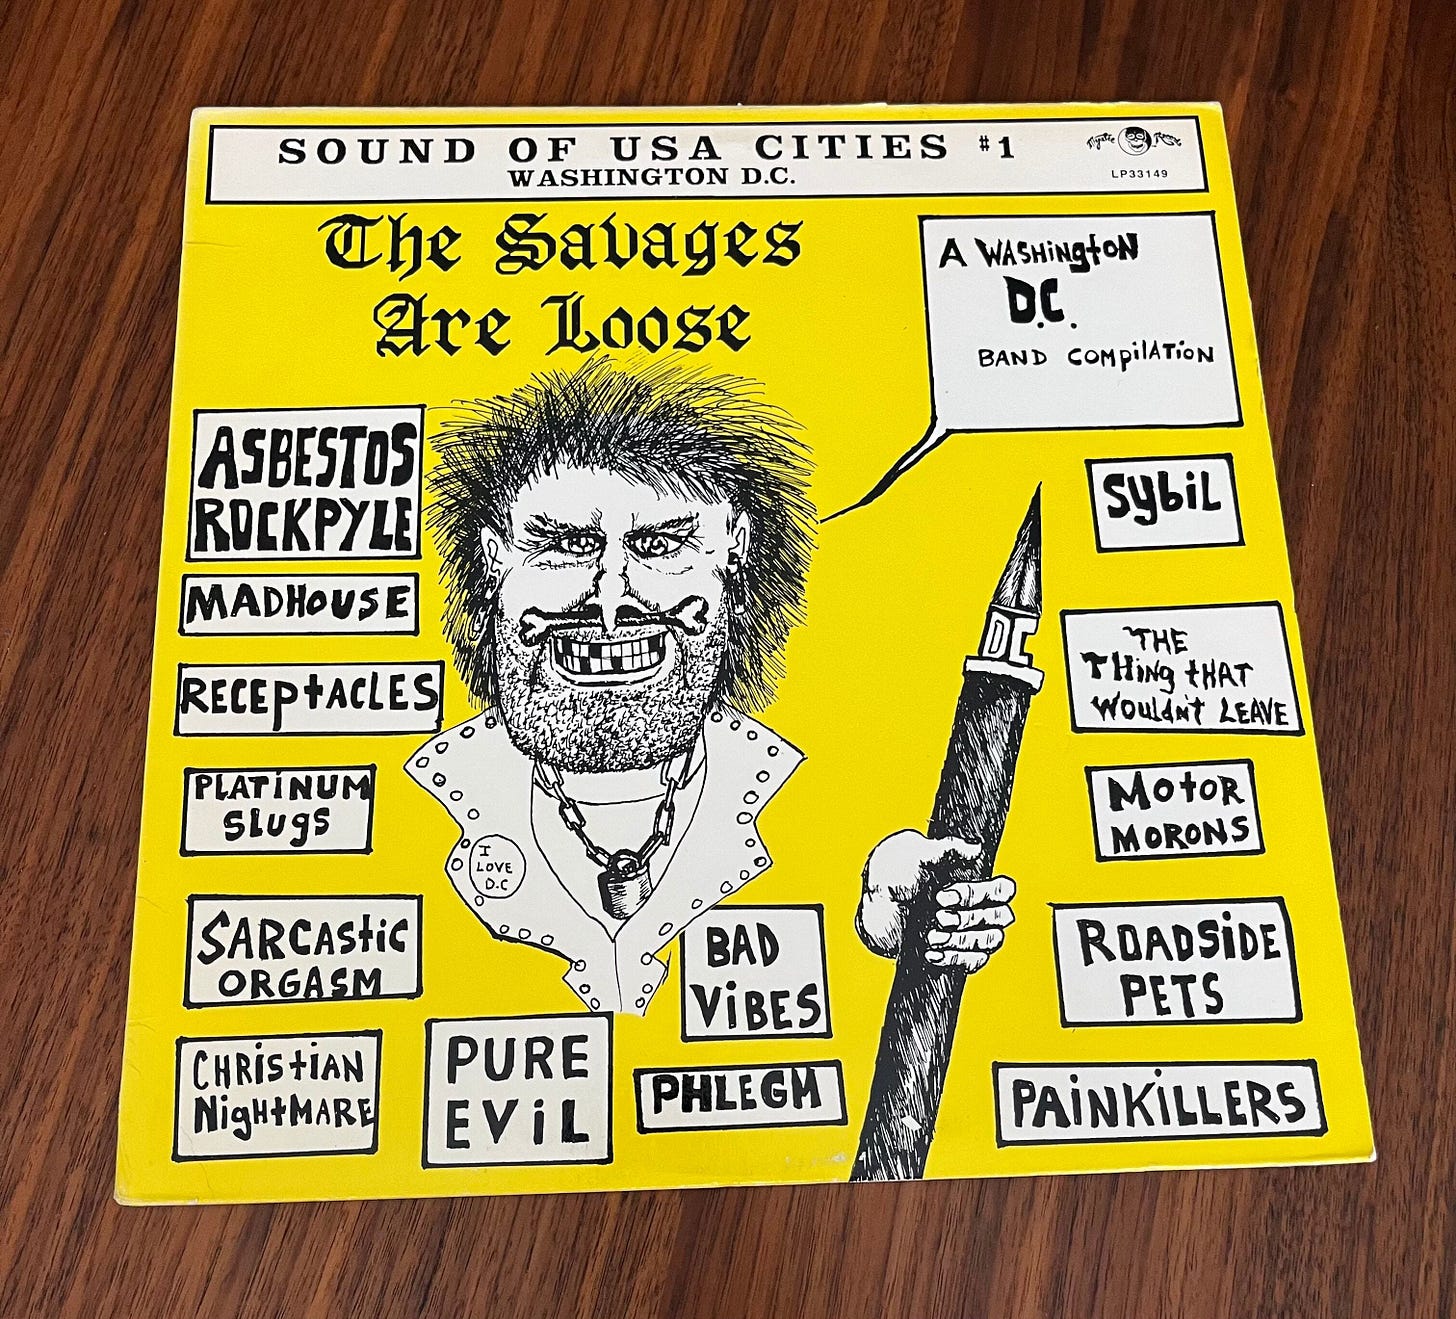 SOUND OF USA CITIES #1
WASHINGTON D.C.
Mystic
LP33149
The Savages
Are Loose
A WASHINgtoN
D.C.
BAND COMpilATiON
ASBESTOS
ROCKPYLE
MADHOUSE
RECEptACLES
PLATINUM
Slugs
SARCAStiC
ORGASM
CHRiStiAN
NigHtMARE
I
LOVE
D.C
PURE
EViL
BAD
ViBES
PHLEGM
DC
SybiL
THE
THiNg tHAT
WOuldn't LEAVE
MOtOR
MORONS
ROADSiDE
PETS
PAiNKiLLERS